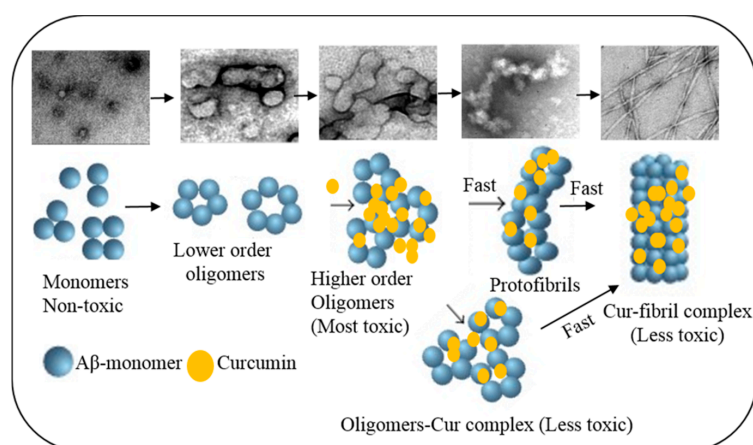 Fast
Fast
Monomers
Non-toxic
Lower order
oligomers
Higher order
Oligomers
(Most toxic)
Protofibrils
Cur-fibril complex
(Less toxic)
Fast
Aβ-monomer
Curcumin
Oligomers-Cur complex (Less toxic)